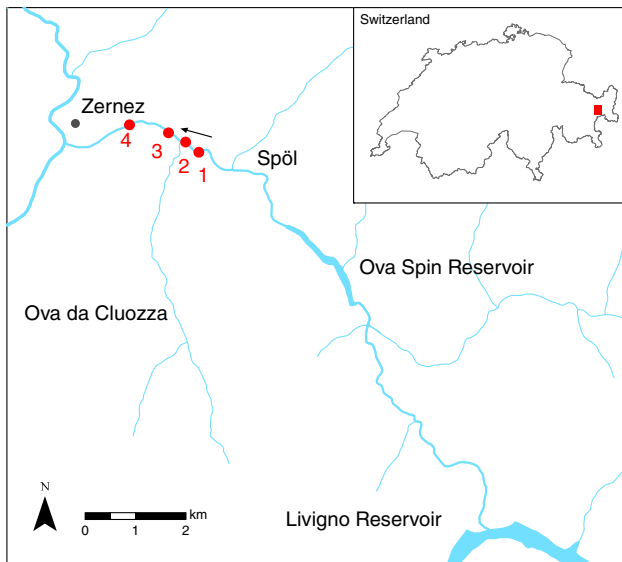 Switzerland
Zernez
4
3
2
1
Spöl
Ova Spin Reservoir
Ova da Cluozza
Livigno Reservoir
N
km
0 1 2